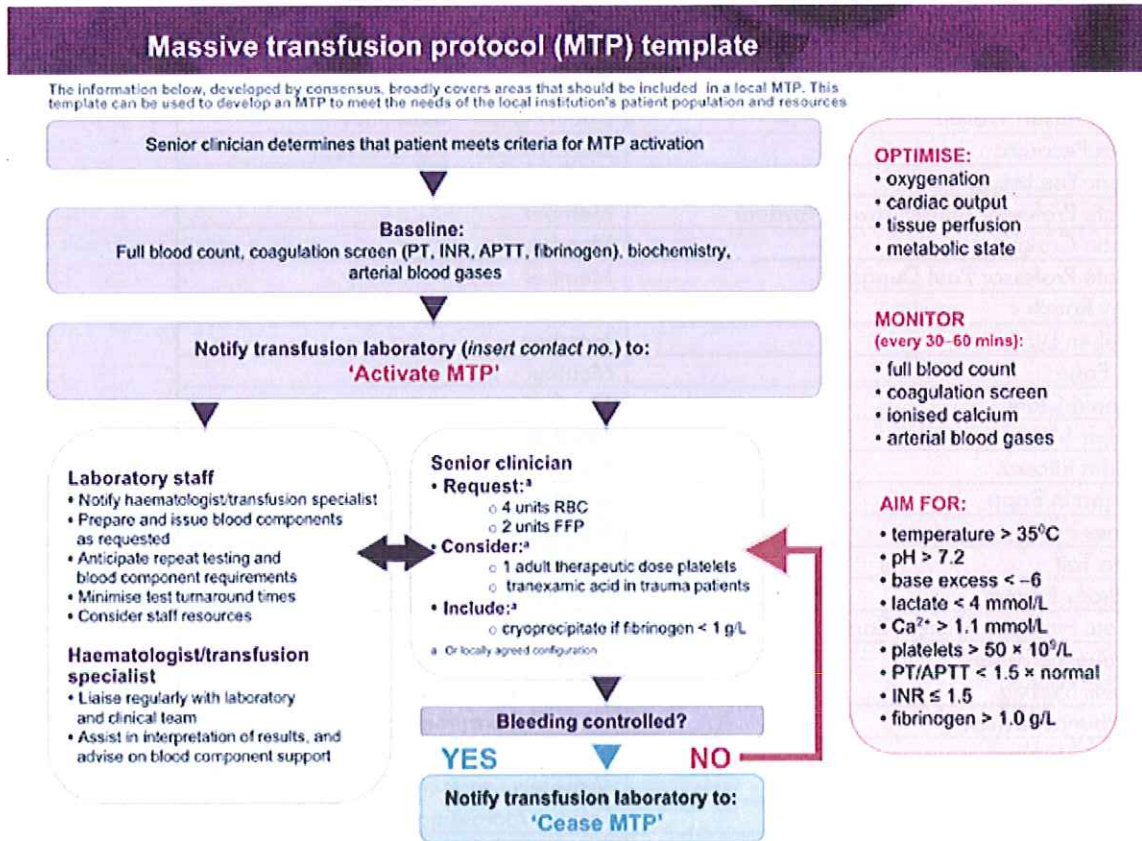 Massive transfusion protocol (MTP) template
The information below, developed by consensus, broadly covers areas that should be included in a local MTP. This
template can be used to develop an MTP to meet the needs of the local institution's patient population and resources
Senior clinician determines that patient meets criteria for MTP activation
Baseline:
Full blood count, coagulation screen (PT, INR, APTT, fibrinogen), biochemistry,
arterial blood gases
Notify transfusion laboratory (insert contact no.) to:
'Activate MTP'
Laboratory staff
• Notify haematologist/transfusion specialist
• Prepare and issue blood components
as requested
• Anticipate repeat testing and
blood component requirements
• Minimise test turnaround times
• Consider staff resources
Haematologist/transfusion
specialist
• Liaise regularly with laboratory
and clinical team
• Assist in interpretation of results, and
advise on blood component support
Senior clinician
• Request:ª
o 4 units RBC
o 2 units FFP
• Consider:ª
o 1 adult therapeutic dose platelets
o tranexamic acid in trauma patients
• Include:ª
o cryoprecipitate if fibrinogen < 1 g/L
a Or locally agreed configuration
Bleeding controlled?
YES NO
Notify transfusion laboratory to:
'Cease MTP'
OPTIMISE:
• oxygenation
• cardiac output
• tissue perfusion
• metabolic state
MONITOR
(every 30–60 mins):
• full blood count
• coagulation screen
• ionised calcium
• arterial blood gases
AIM FOR:
• temperature > 35⁰C
• pH > 7.2
• base excess < –6
• lactate < 4 mmol/L
• Ca²⁺ > 1.1 mmol/L
• platelets > 50 × 10⁹/L
• PT/APTT < 1.5 × normal
• INR ≤ 1.5
• fibrinogen > 1.0 g/L